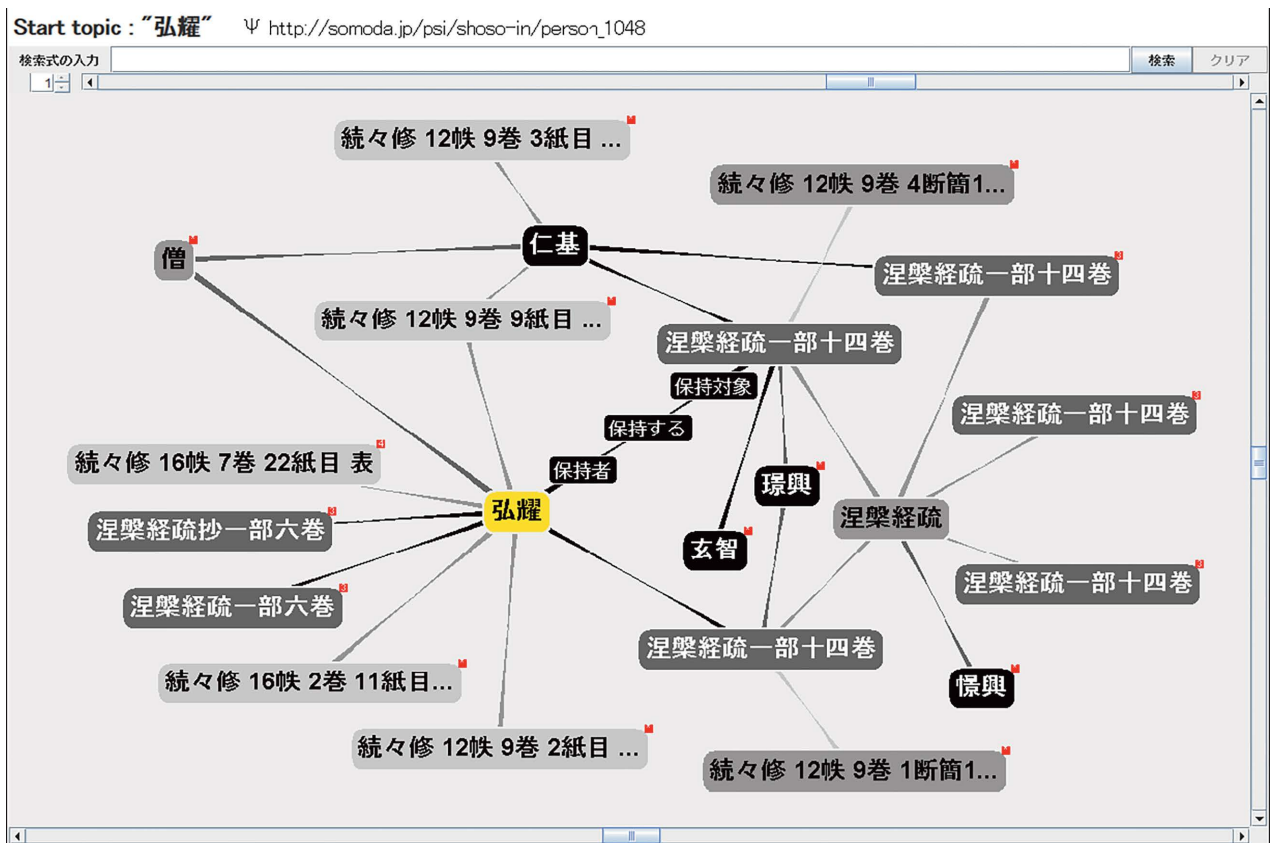 Start topic : "弘耀" Ψ http://somoda.jp/psi/shoso-in/person_1048
検索式の入力 検索 クリア
1
続々修 12帙 9巻 3紙目 ...
続々修 12帙 9巻 4断簡1...
仁基
僧
涅槃経疏一部十四巻
続々修 12帙 9巻 9紙目 ...
涅槃経疏一部十四巻
保持対象
涅槃経疏一部十四巻
保持する
続々修 16帙 7巻 22紙目 表
保持者
璟興
弘耀
涅槃経疏
涅槃経疏抄一部六巻
玄智
涅槃経疏一部十四巻
涅槃経疏一部六巻
涅槃経疏一部十四巻
続々修 16帙 2巻 11紙目...
憬興
続々修 12帙 9巻 2紙目 ...
続々修 12帙 9巻 1断簡1...